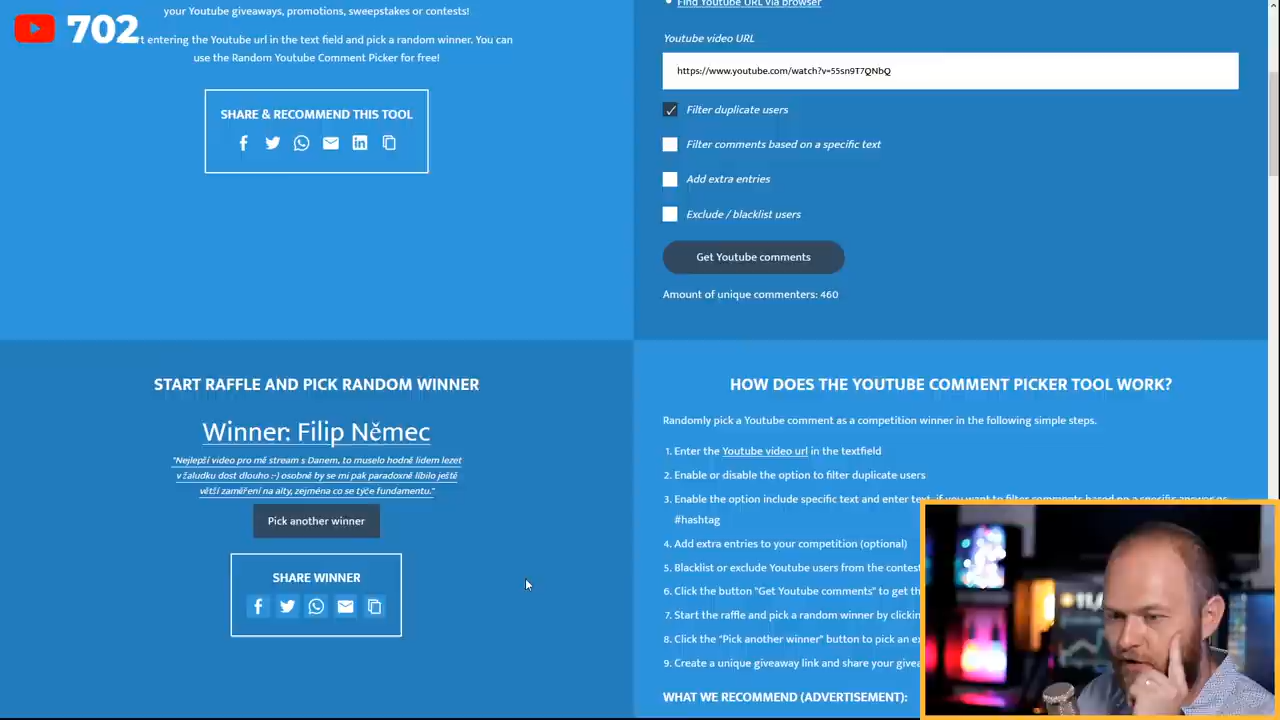 702
your Youtube giveaways, promotions, sweepstakes or contests!
rt entering the Youtube url in the text field and pick a random winner. You can
use the Random Youtube Comment Picker for free!
SHARE & RECOMMEND THIS TOOL
Find Youtube URL via browser
Youtube video URL
https://www.youtube.com/watch?v=55sn9T7QNbQ
Filter duplicate users
Filter comments based on a specific text
Add extra entries
Exclude / blacklist users
Get Youtube comments
Amount of unique commenters: 460
START RAFFLE AND PICK RANDOM WINNER
Winner: Filip Němec
"Nejlepší video pro mě stream s Danem, to muselo hodně lidem lezet
v žaludku dost dlouho :-) osobně by se mi pak paradoxně líbilo ještě
větší zaměření na alty, zejména co se týče fundamentu."
Pick another winner
SHARE WINNER
HOW DOES THE YOUTUBE COMMENT PICKER TOOL WORK?
Randomly pick a Youtube comment as a competition winner in the following simple steps.
1. Enter the Youtube video url in the textfield
2. Enable or disable the option to filter duplicate users
3. Enable the option include specific text and enter text, if you want to filter comments based on a specific answer or
#hashtag
4. Add extra entries to your competition (optional)
5. Blacklist or exclude Youtube users from the contest
6. Click the button "Get Youtube comments" to get th
7. Start the raffle and pick a random winner by clickin
8. Click the "Pick another winner" button to pick an ex
9. Create a unique giveaway link and share your givea
WHAT WE RECOMMEND (ADVERTISEMENT):